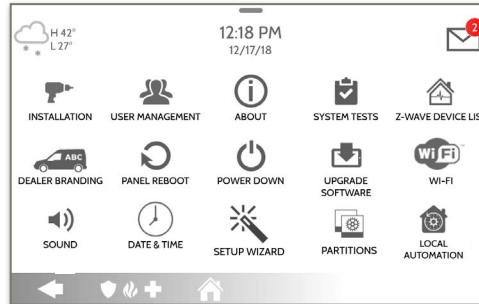 H 42°
L 27°
12:18 PM
12/17/18
2
INSTALLATION
USER MANAGEMENT
ABOUT
SYSTEM TESTS
Z-WAVE DEVICE LIS
ABC
WiFi
DEALER BRANDING
PANEL REBOOT
POWER DOWN
UPGRADE
SOFTWARE
WI-FI
SOUND
DATE & TIME
SETUP WIZARD
PARTITIONS
LOCAL
AUTOMATION